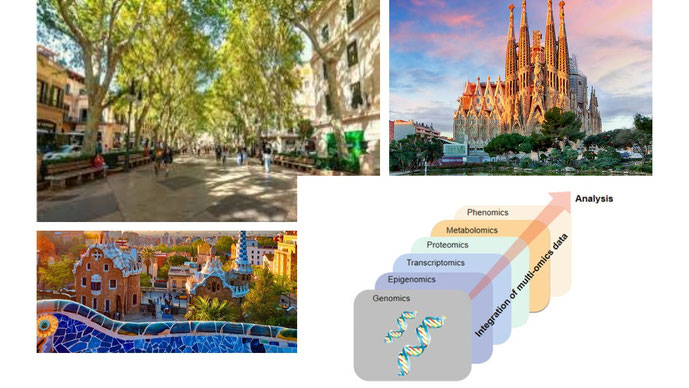 Analysis
Phenomics
Metabolomics
Proteomics
Transcriptomics
Epigenomics
Genomics
Integration of multi-omics data